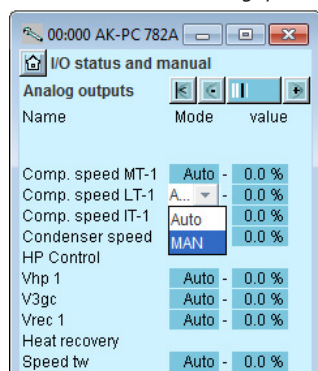 00:000 AK-PC 782A
I/O status and manual
Analog outputs
Name Mode value
Comp. speed MT-1 Auto - 0.0 %
Comp. speed LT-1 A... - 0.0 %
Comp. speed IT-1 Auto 0.0 %
Condenser speed MAN 0.0 %
HP Control
Vhp 1 Auto - 0.0 %
V3gc Auto - 0.0 %
Vrec 1 Auto - 0.0 %
Heat recovery
Speed tw Auto - 0.0 %